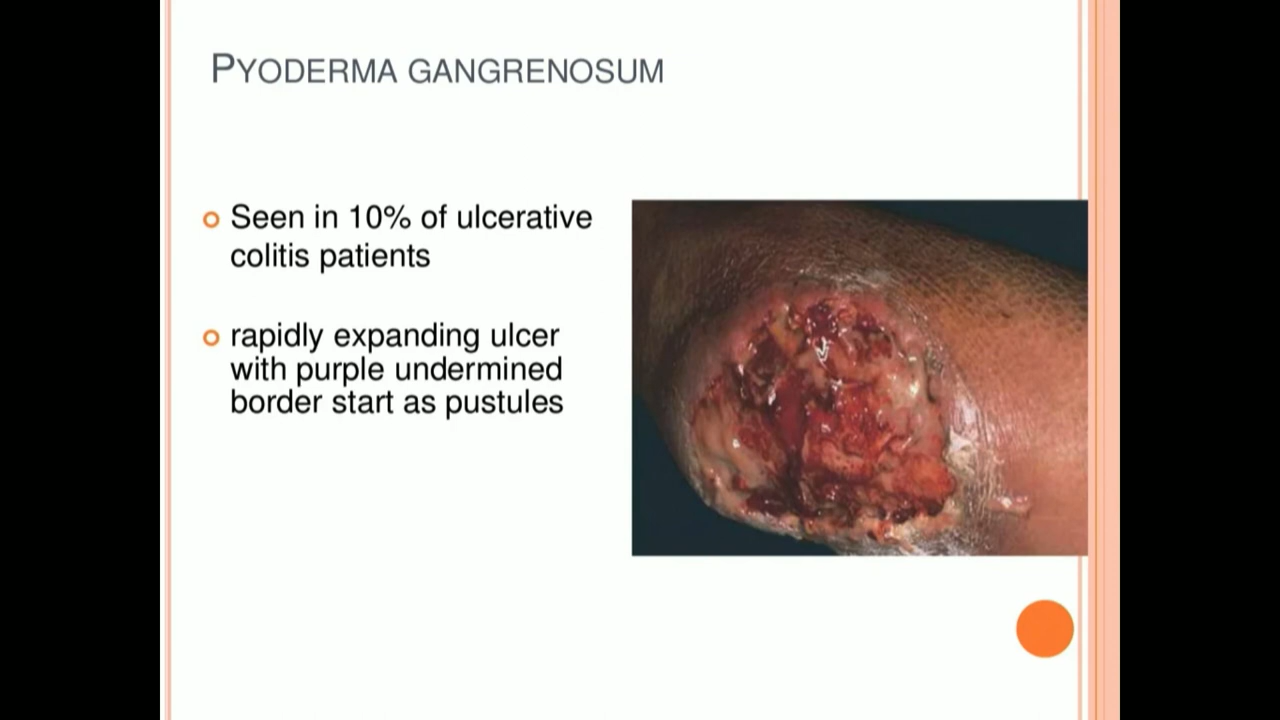 PYODERMA GANGRENOSUM
Seen in 10% of ulcerative
colitis patients
rapidly expanding ulcer
with purple undermined
border start as pustules